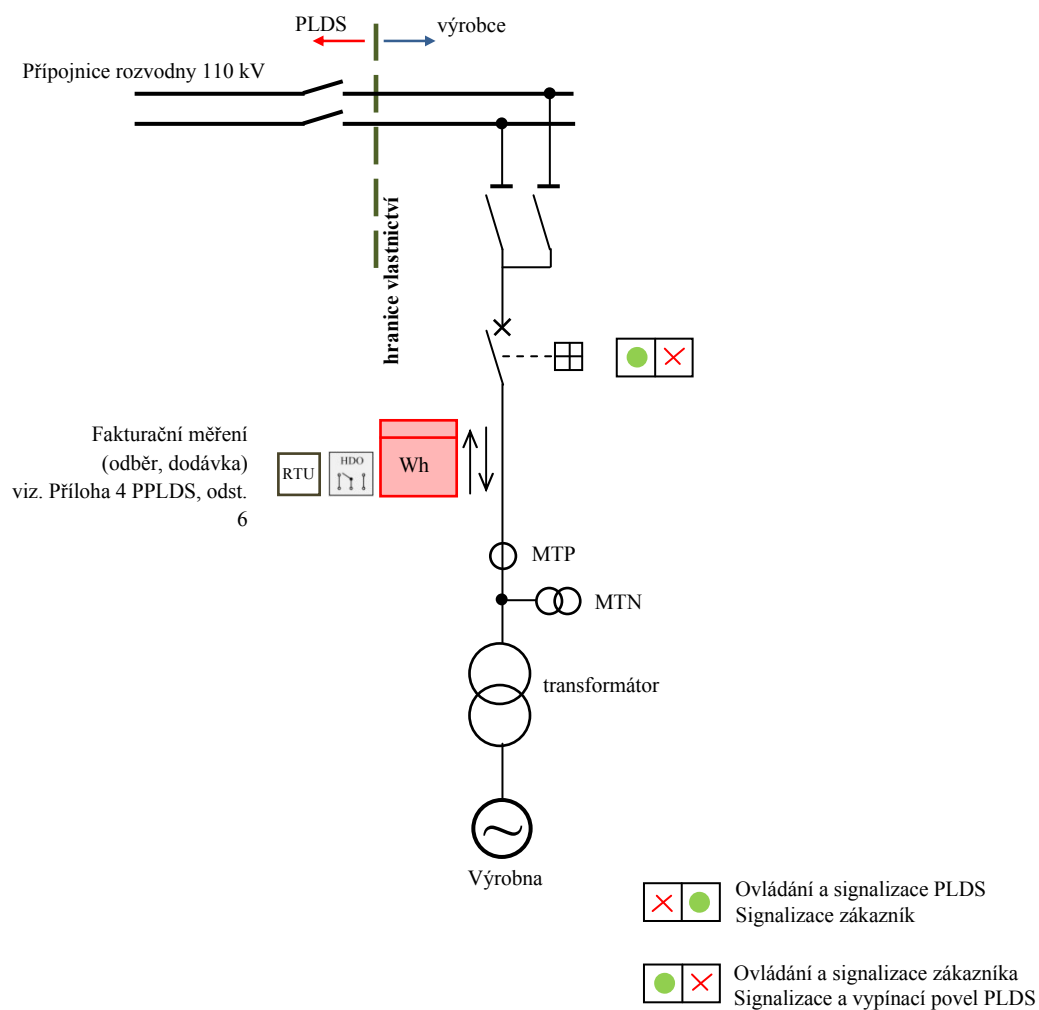 PLDS
výrobce
Přípojnice rozvodny 110 kV
hranice vlastnictví
Fakturační měření
(odběr, dodávka)
viz. Příloha 4 PPLDS, odst.
6
RTU
HDO
Wh
MTP
MTN
transformátor
Výrobna
Ovládání a signalizace PLDS
Signalizace zákazník
Ovládání a signalizace zákazníka
Signalizace a vypínací povel PLDS